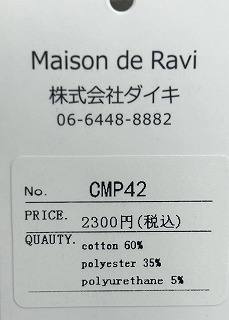 Maison de Ravi
株式会社ダイキ
06-6448-8882
No. CMP42
PRICE. 2300円(税込)
QUAUTY. cotton 60%
polyester 35%
polyurethane 5%